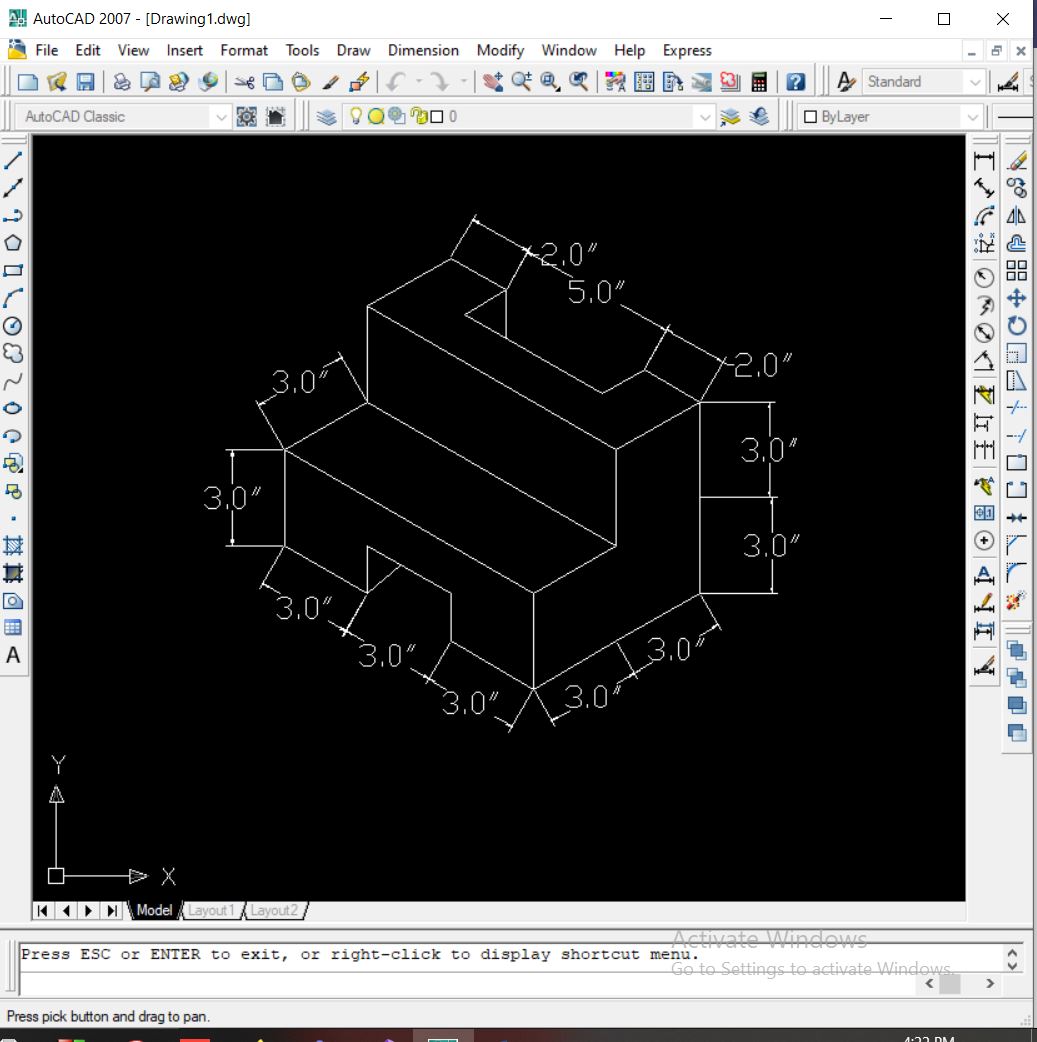 AutoCAD 2007 - [Drawing1.dwg]
File Edit View Insert Format Tools Draw Dimension Modify Window Help Express
Standard
AutoCAD Classic 0 ByLayer
2.0"
5.0"
2.0"
3.0"
3.0"
3.0"
3.0"
3.0"
3.0"
3.0"
3.0"
3.0"
Y
X
Model Layout1 Layout2
Press ESC or ENTER to exit, or right-click to display shortcut menu.
Activate Windows
Go to Settings to activate Windows.
Press pick button and drag to pan.
4:22 PM